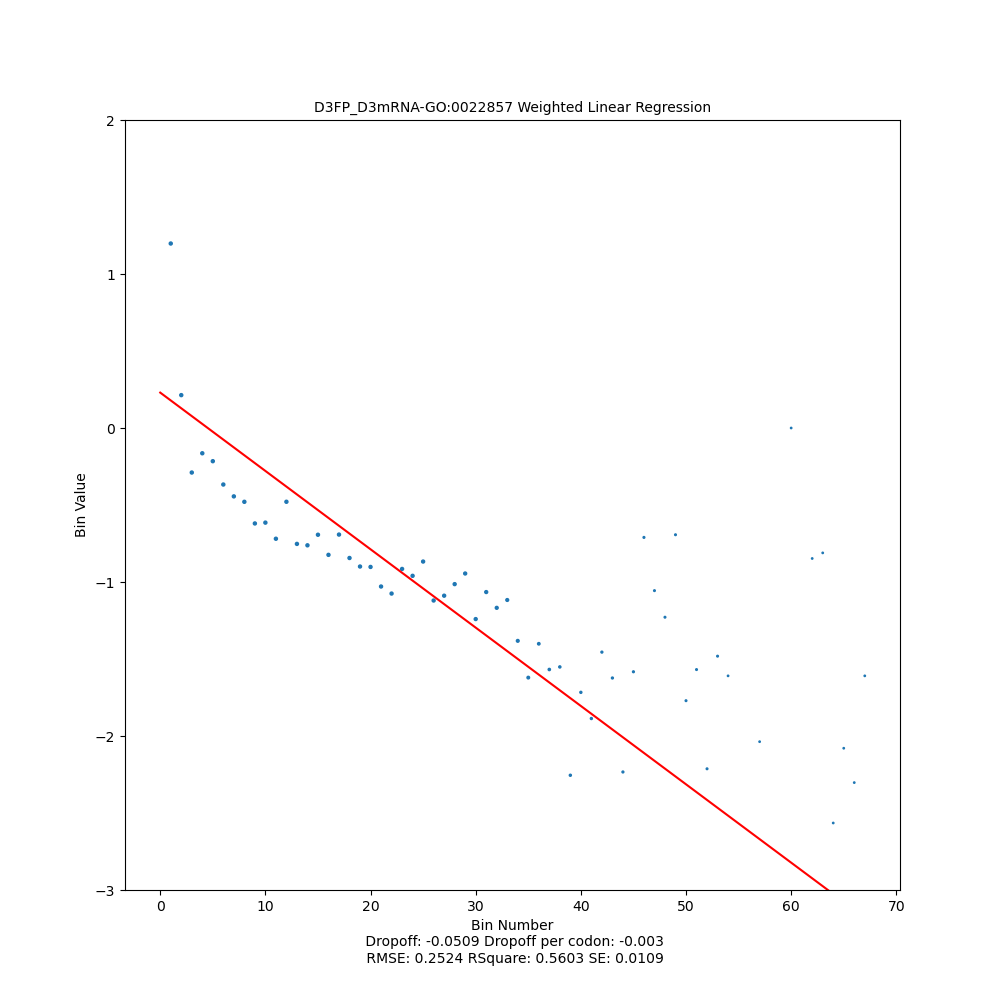 D3FP_D3mRNA-GO:0022857 Weighted Linear Regression
2
1
0
−1
−2
−3
Bin Value
0 10 20 30 40 50 60 70
Bin Number
Dropoff: -0.0509 Dropoff per codon: -0.003
RMSE: 0.2524 RSquare: 0.5603 SE: 0.0109